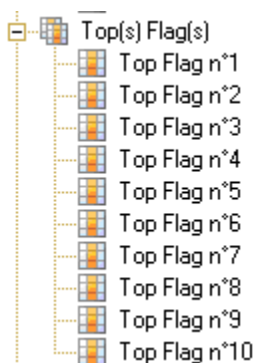 Top(s) Flag(s)
Top Flag n°1
Top Flag n°2
Top Flag n°3
Top Flag n°4
Top Flag n°5
Top Flag n°6
Top Flag n°7
Top Flag n°8
Top Flag n°9
Top Flag n°10